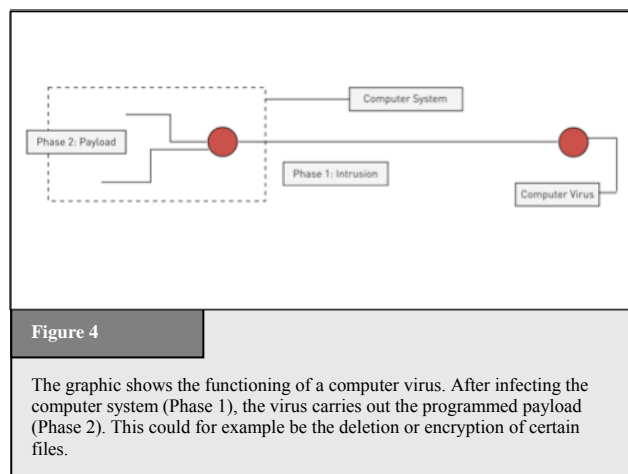 Computer System
Phase 2: Payload
Phase 1: Intrusion
Computer Virus
Figure 4
The graphic shows the functioning of a computer virus. After infecting the
computer system (Phase 1), the virus carries out the programmed payload
(Phase 2). This could for example be the deletion or encryption of certain
files.